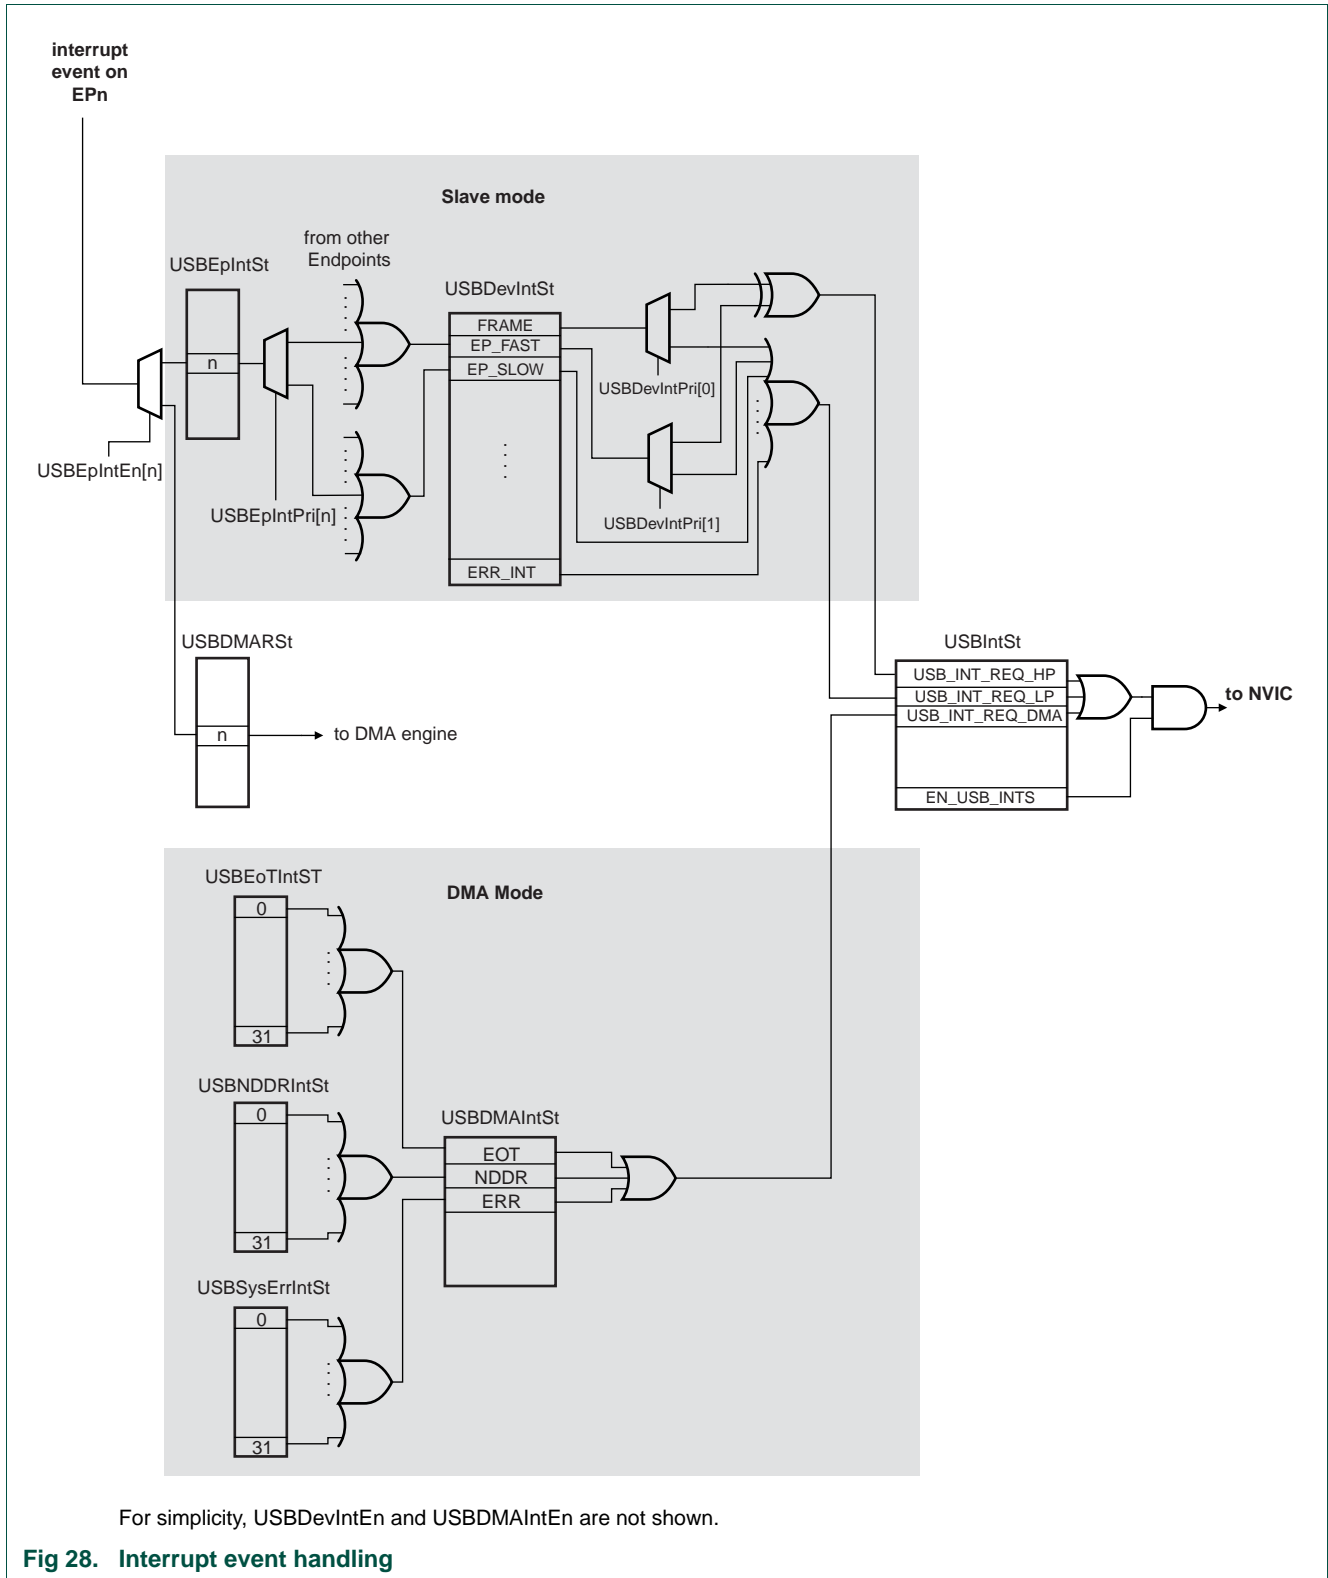 interrupt
event on
EPn
Slave mode
from other
Endpoints
USBEpIntSt
USBDevIntSt
FRAME
EP_FAST
EP_SLOW
n
USBDevIntPri[0]
USBEpIntEn[n]
USBEpIntPri[n]
USBDevIntPri[1]
ERR_INT
USBDMARSt
n
to DMA engine
USBIntSt
USB_INT_REQ_HP
USB_INT_REQ_LP
USB_INT_REQ_DMA
EN_USB_INTS
to NVIC
DMA Mode
USBEoTIntST
0
31
USBNDDRIntSt
0
31
USBDMAIntSt
EOT
NDDR
ERR
USBSysErrIntSt
0
31
For simplicity, USBDevIntEn and USBDMAIntEn are not shown.
Fig 28. Interrupt event handling